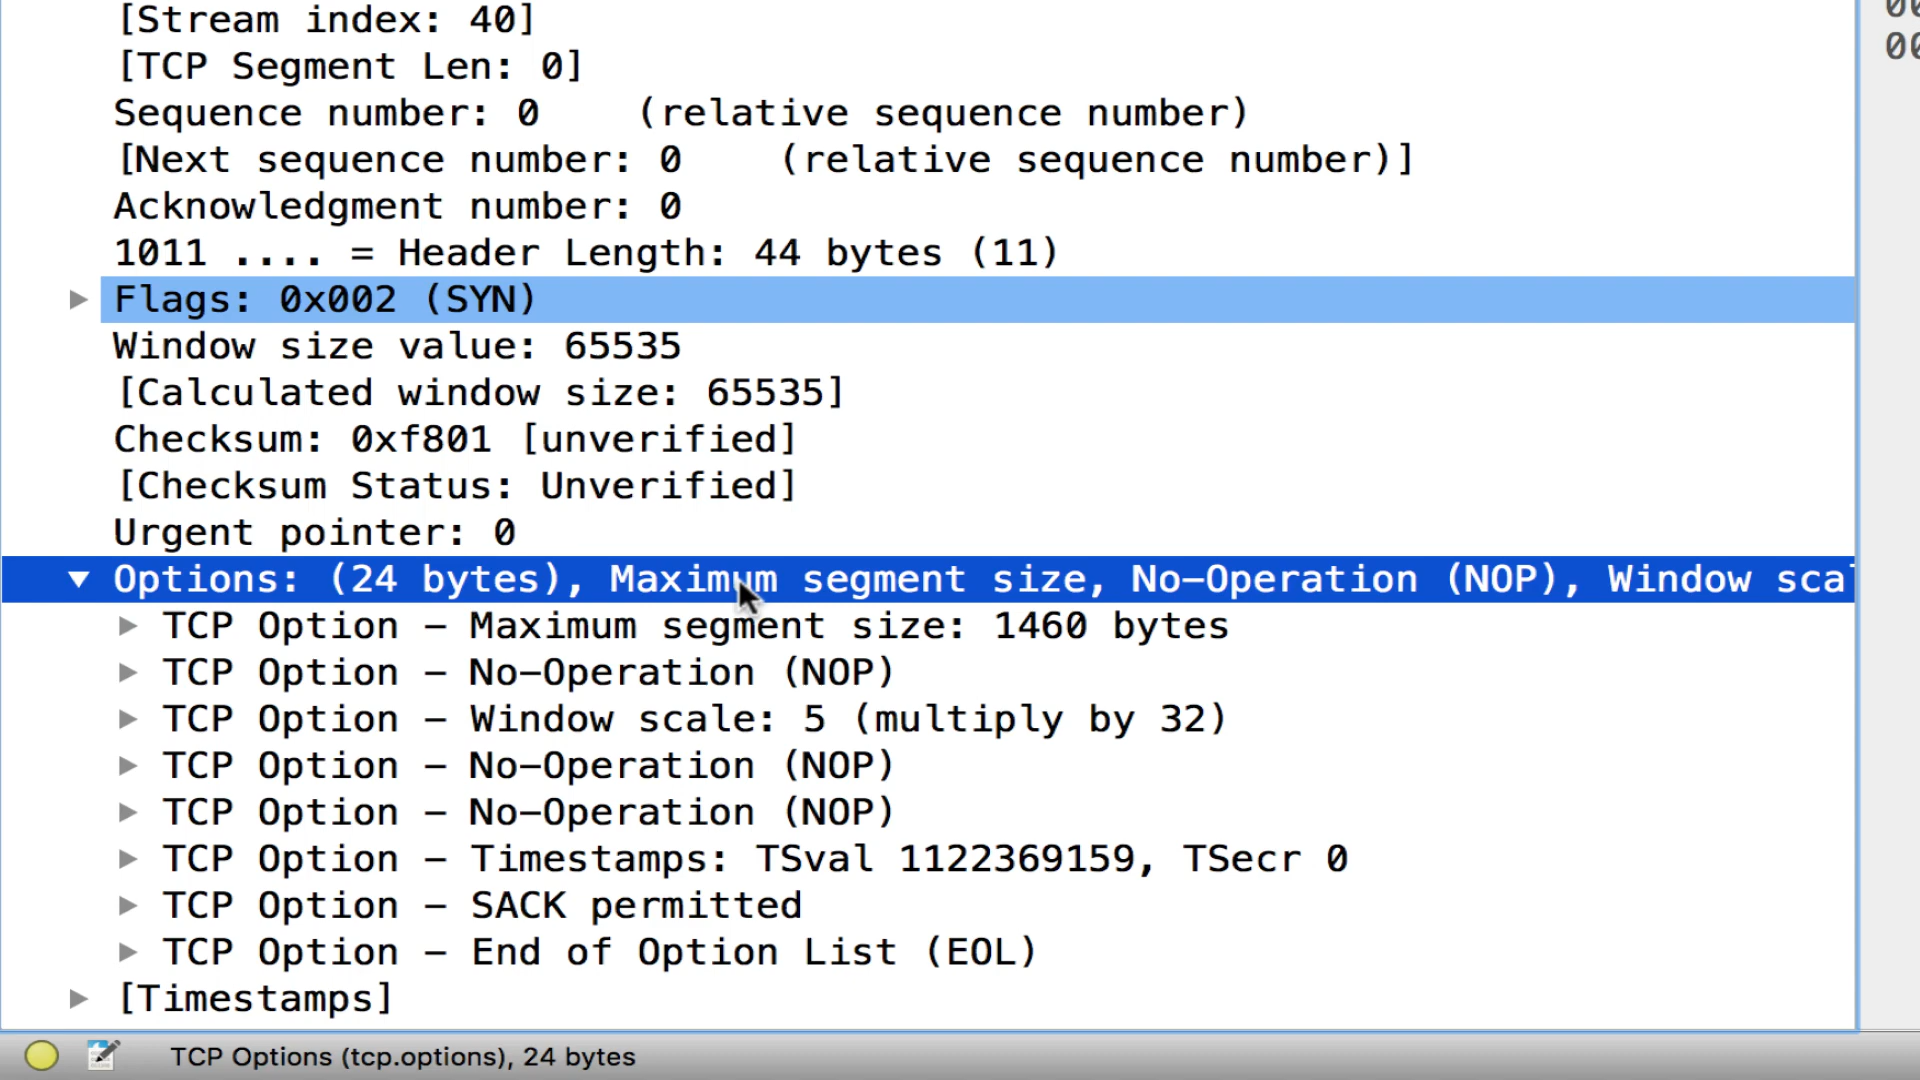 [Stream index: 40]
[TCP Segment Len: 0]
Sequence number: 0    (relative sequence number)
[Next sequence number: 0    (relative sequence number)]
Acknowledgment number: 0
1011 .... = Header Length: 44 bytes (11)
Flags: 0x002 (SYN)
Window size value: 65535
[Calculated window size: 65535]
Checksum: 0xf801 [unverified]
[Checksum Status: Unverified]
Urgent pointer: 0
Options: (24 bytes), Maximum segment size, No-Operation (NOP), Window sca
TCP Option – Maximum segment size: 1460 bytes
TCP Option – No-Operation (NOP)
TCP Option – Window scale: 5 (multiply by 32)
TCP Option – No-Operation (NOP)
TCP Option – No-Operation (NOP)
TCP Option – Timestamps: TSval 1122369159, TSecr 0
TCP Option – SACK permitted
TCP Option – End of Option List (EOL)
[Timestamps]
TCP Options (tcp.options), 24 bytes